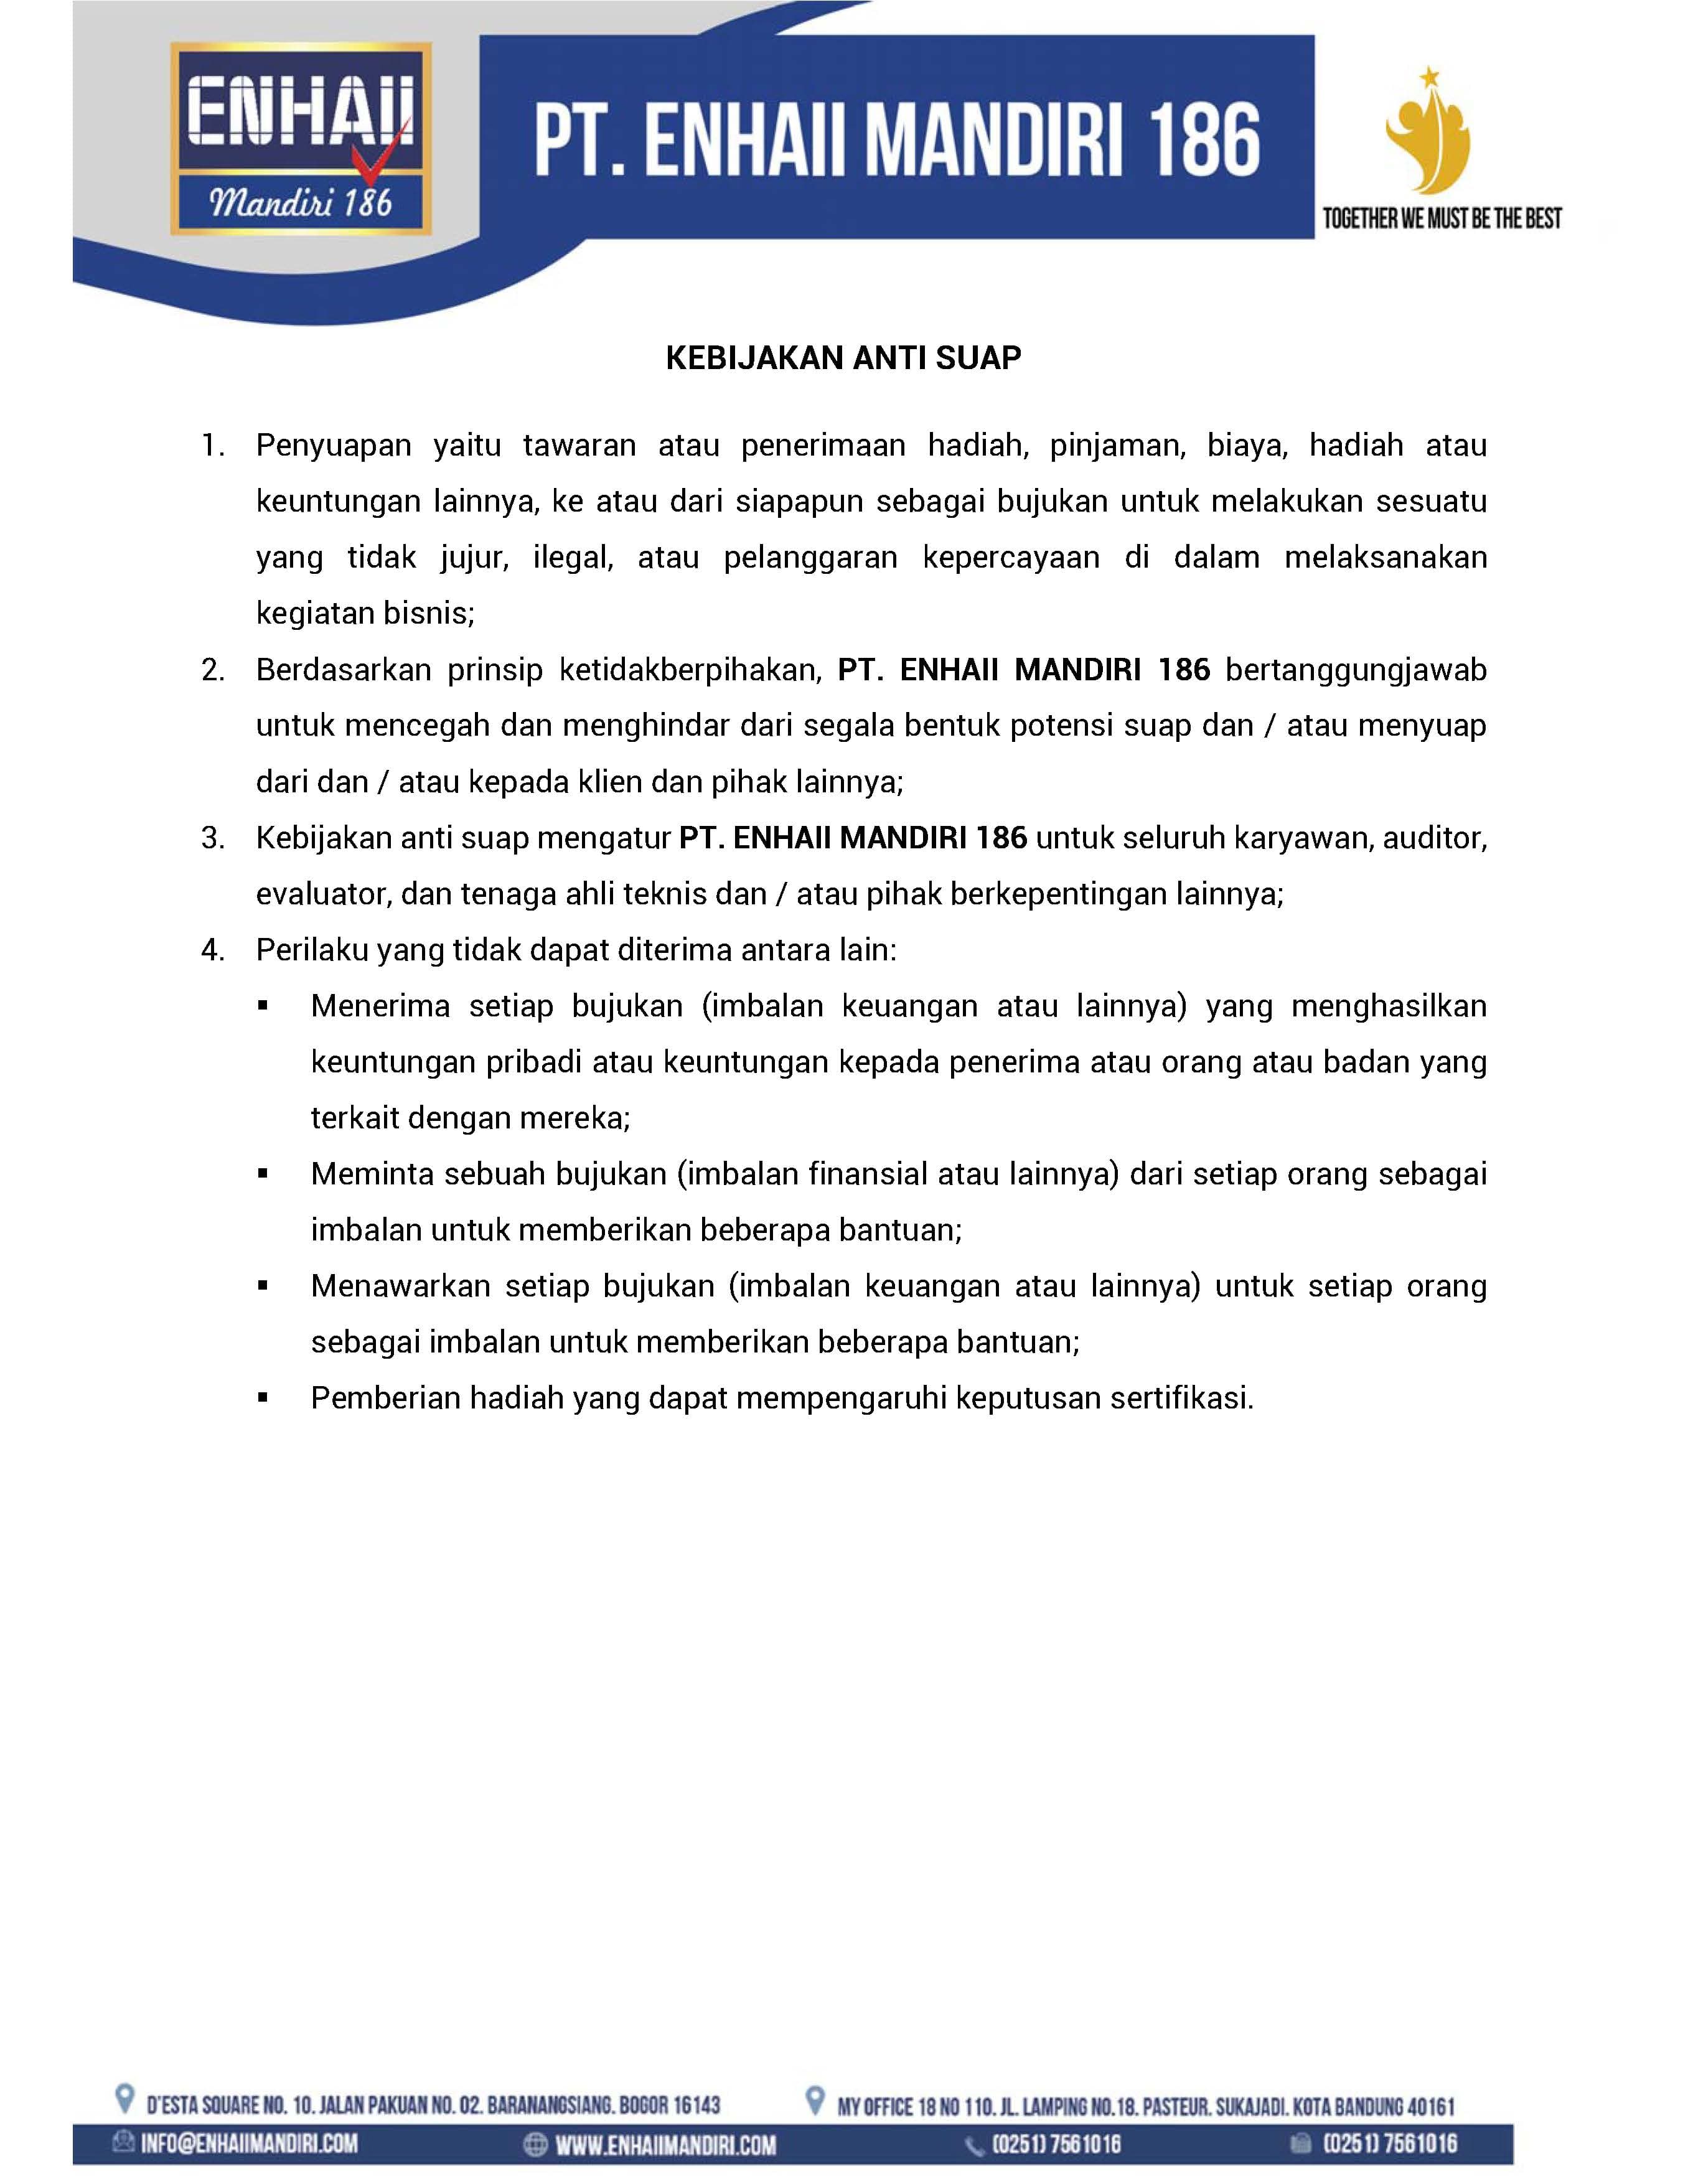 ENHAII
Mandiri 186
PT. ENHAII MANDIRI 186
TOGETHER WE MUST BE THE BEST
KEBIJAKAN ANTI SUAP
1. Penyuapan yaitu tawaran atau penerimaan hadiah, pinjaman, biaya, hadiah atau
keuntungan lainnya, ke atau dari siapapun sebagai bujukan untuk melakukan sesuatu
yang tidak jujur, ilegal, atau pelanggaran kepercayaan di dalam melaksanakan
kegiatan bisnis;
2. Berdasarkan prinsip ketidakberpihakan, PT. ENHAII MANDIRI 186 bertanggungjawab
untuk mencegah dan menghindar dari segala bentuk potensi suap dan / atau menyuap
dari dan / atau kepada klien dan pihak lainnya;
3. Kebijakan anti suap mengatur PT. ENHAII MANDIRI 186 untuk seluruh karyawan, auditor,
evaluator, dan tenaga ahli teknis dan / atau pihak berkepentingan lainnya;
4. Perilaku yang tidak dapat diterima antara lain:
▪ Menerima setiap bujukan (imbalan keuangan atau lainnya) yang menghasilkan
keuntungan pribadi atau keuntungan kepada penerima atau orang atau badan yang
terkait dengan mereka;
▪ Meminta sebuah bujukan (imbalan finansial atau lainnya) dari setiap orang sebagai
imbalan untuk memberikan beberapa bantuan;
▪ Menawarkan setiap bujukan (imbalan keuangan atau lainnya) untuk setiap orang
sebagai imbalan untuk memberikan beberapa bantuan;
▪ Pemberian hadiah yang dapat mempengaruhi keputusan sertifikasi.
D'ESTA SQUARE NO. 10. JALAN PAKUAN NO. 02. BARANANGSIANG. BOGOR 16143
MY OFFICE 18 NO 110. JL. LAMPING NO.18. PASTEUR. SUKAJADI. KOTA BANDUNG 40161
INFO@ENHAIIMANDIRI.COM
WWW.ENHAIIMANDIRI.COM
(0251) 7561016
(0251) 7561016